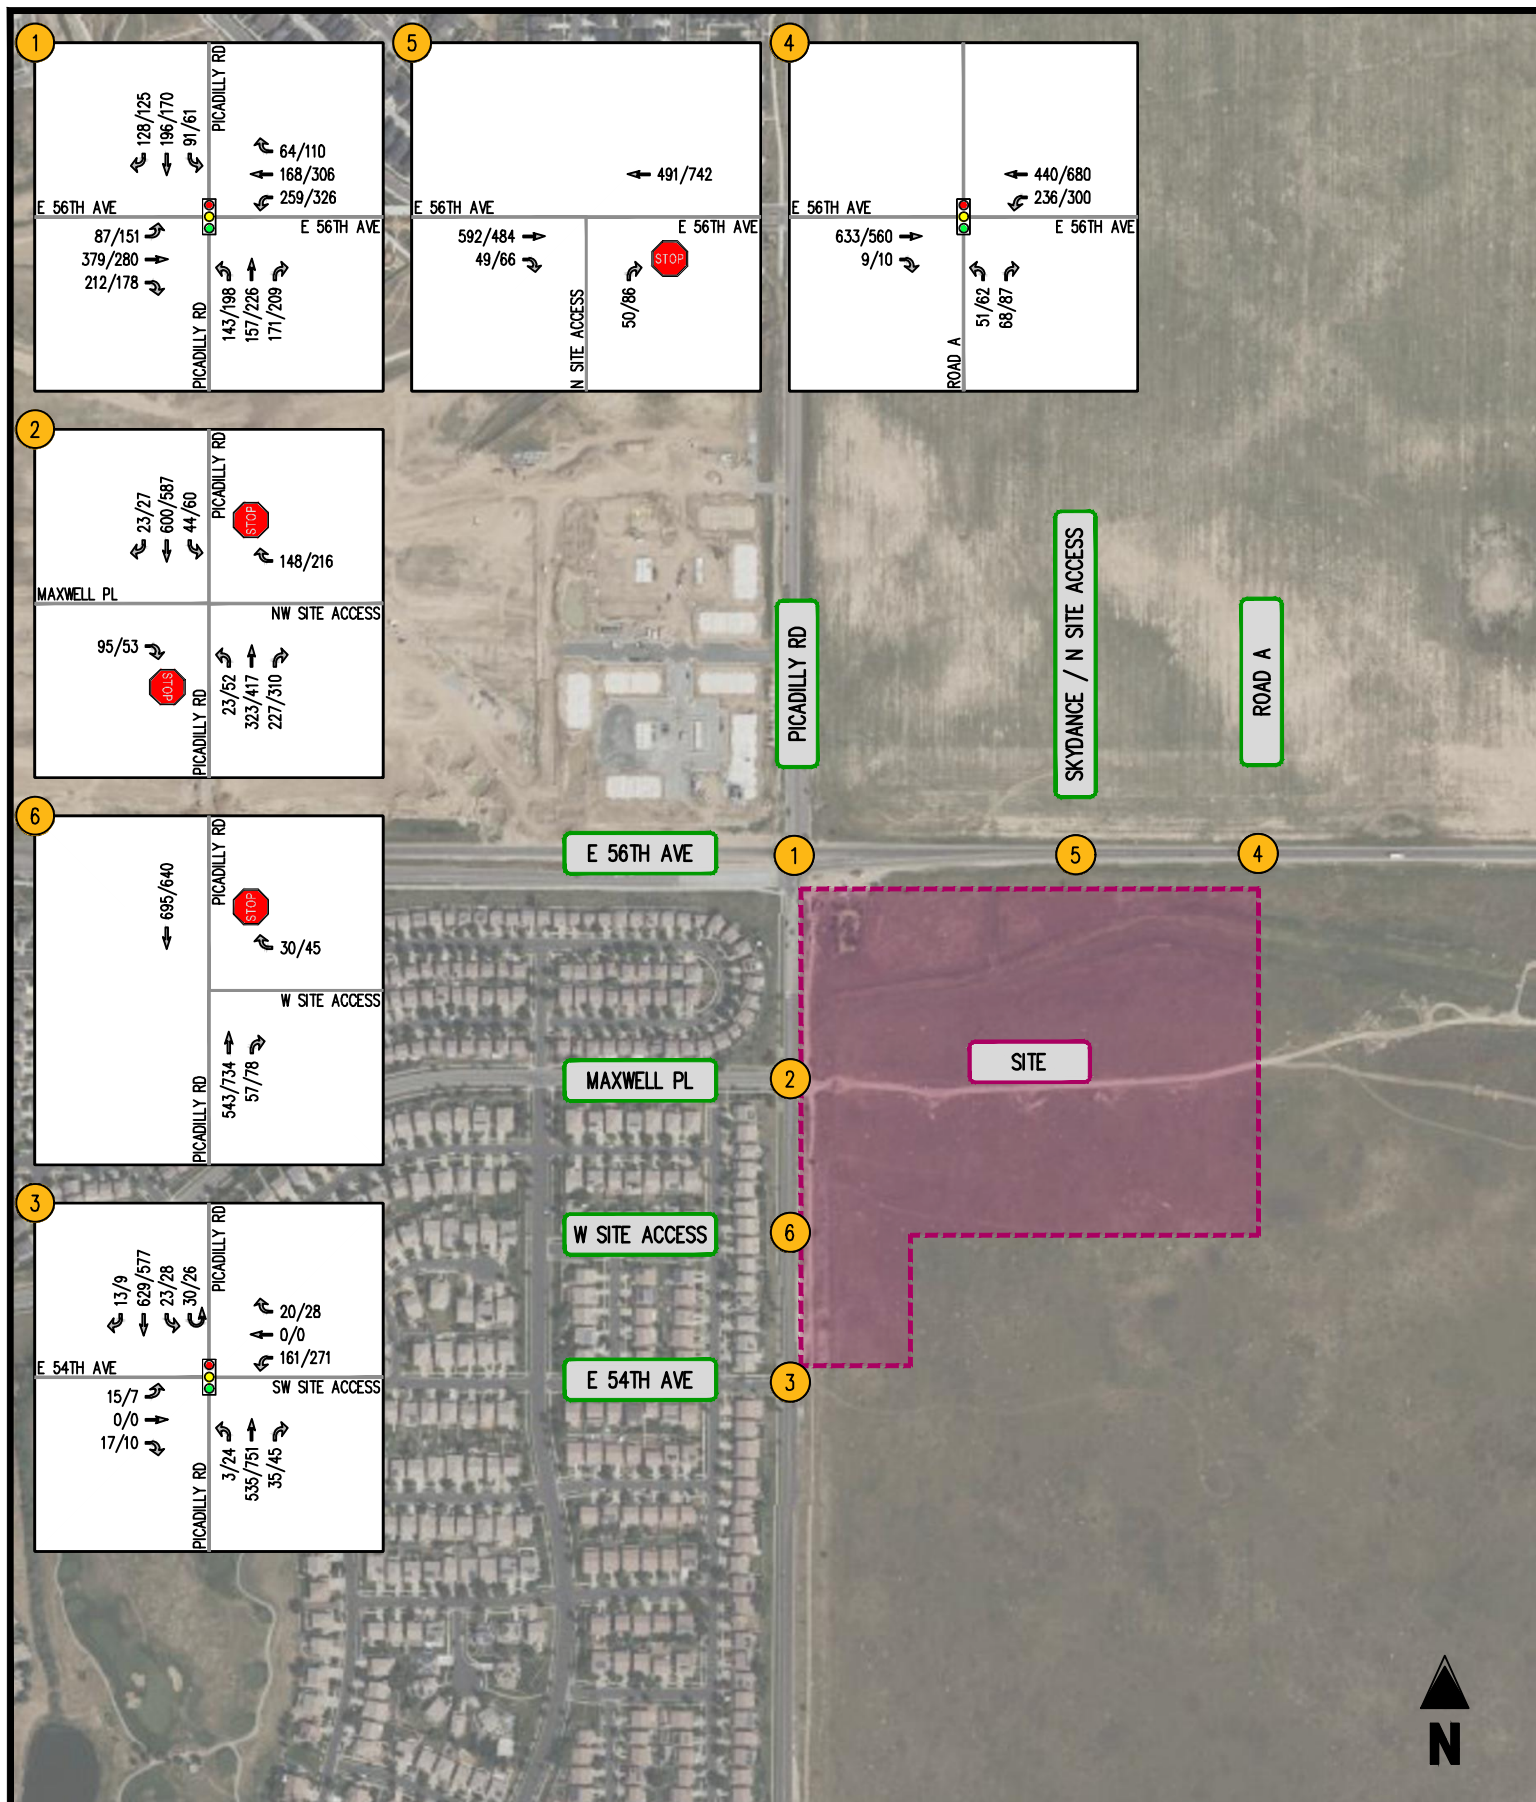 1
PICADILLY RD
128/125
196/170
91/61
64/110
168/306
259/326
E 56TH AVE
E 56TH AVE
87/151
379/280
212/178
143/198
157/226
171/209
PICADILLY RD
5
491/742
E 56TH AVE
E 56TH AVE
592/484
49/66
STOP
50/86
N SITE ACCESS
4
440/680
236/300
E 56TH AVE
E 56TH AVE
633/560
9/10
51/62
68/87
ROAD A
2
PICADILLY RD
23/27
600/587
44/60
STOP
148/216
MAXWELL PL
NW SITE ACCESS
95/53
STOP
23/52
323/417
227/310
PICADILLY RD
6
PICADILLY RD
695/640
STOP
30/45
W SITE ACCESS
543/734
57/78
PICADILLY RD
3
PICADILLY RD
13/9
629/577
23/28
30/26
20/28
0/0
161/271
E 54TH AVE
SW SITE ACCESS
15/7
0/0
17/10
3/24
535/751
35/45
PICADILLY RD
PICADILLY RD
SKYDANCE / N SITE ACCESS
ROAD A
E 56TH AVE
1
5
4
MAXWELL PL
2
SITE
W SITE ACCESS
6
E 54TH AVE
3
N